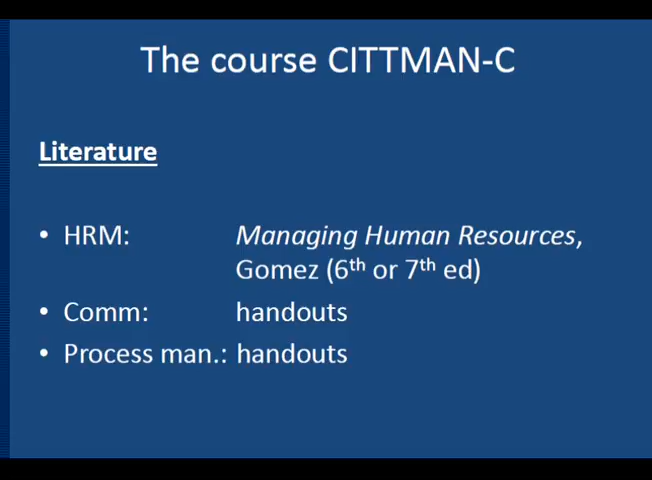 The course CITTMAN-C
Literature
• HRM: Managing Human Resources,
Gomez (6th or 7th ed)
• Comm: handouts
• Process man.: handouts